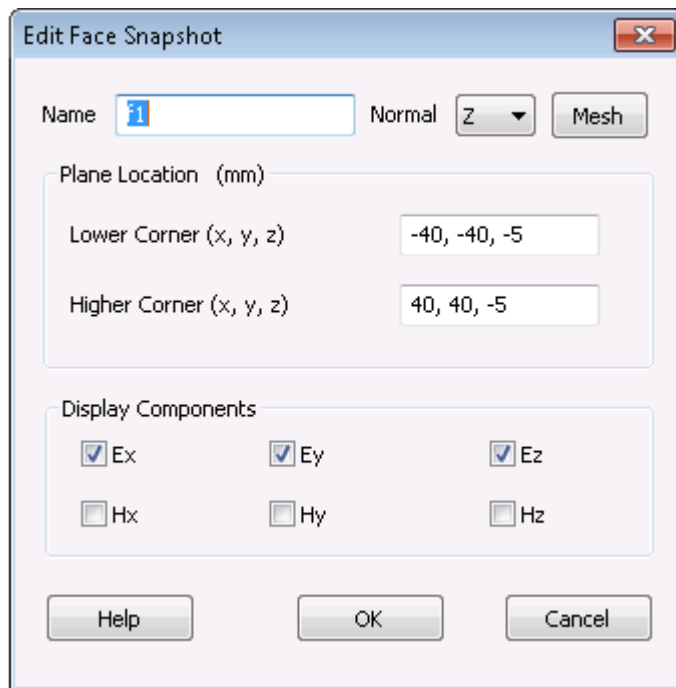 Edit Face Snapshot
Name f1 Normal Z Mesh
Plane Location (mm)
Lower Corner (x, y, z) -40, -40, -5
Higher Corner (x, y, z) 40, 40, -5
Display Components
Ex Ey Ez
Hx Hy Hz
Help OK Cancel